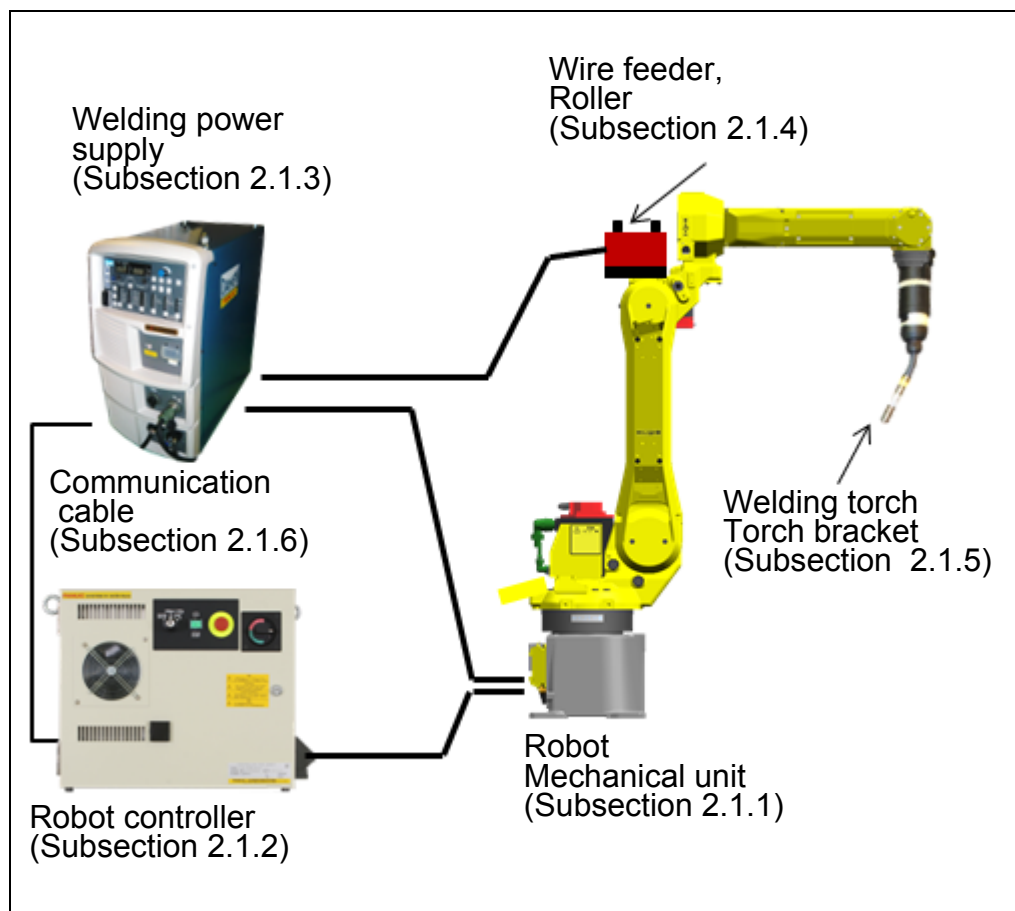 Wire feeder,
Roller
(Subsection 2.1.4)
Welding power
supply
(Subsection 2.1.3)
Communication
cable
(Subsection 2.1.6)
Welding torch
Torch bracket
(Subsection 2.1.5)
Robot
Mechanical unit
(Subsection 2.1.1)
Robot controller
(Subsection 2.1.2)
FANUC